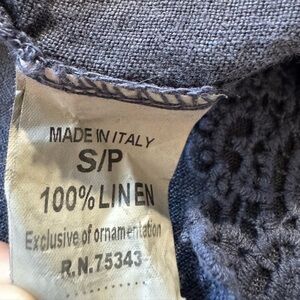 MADE IN ITALY
S/P
100% LINEN
Exclusive of ornamentation
R.N.75343